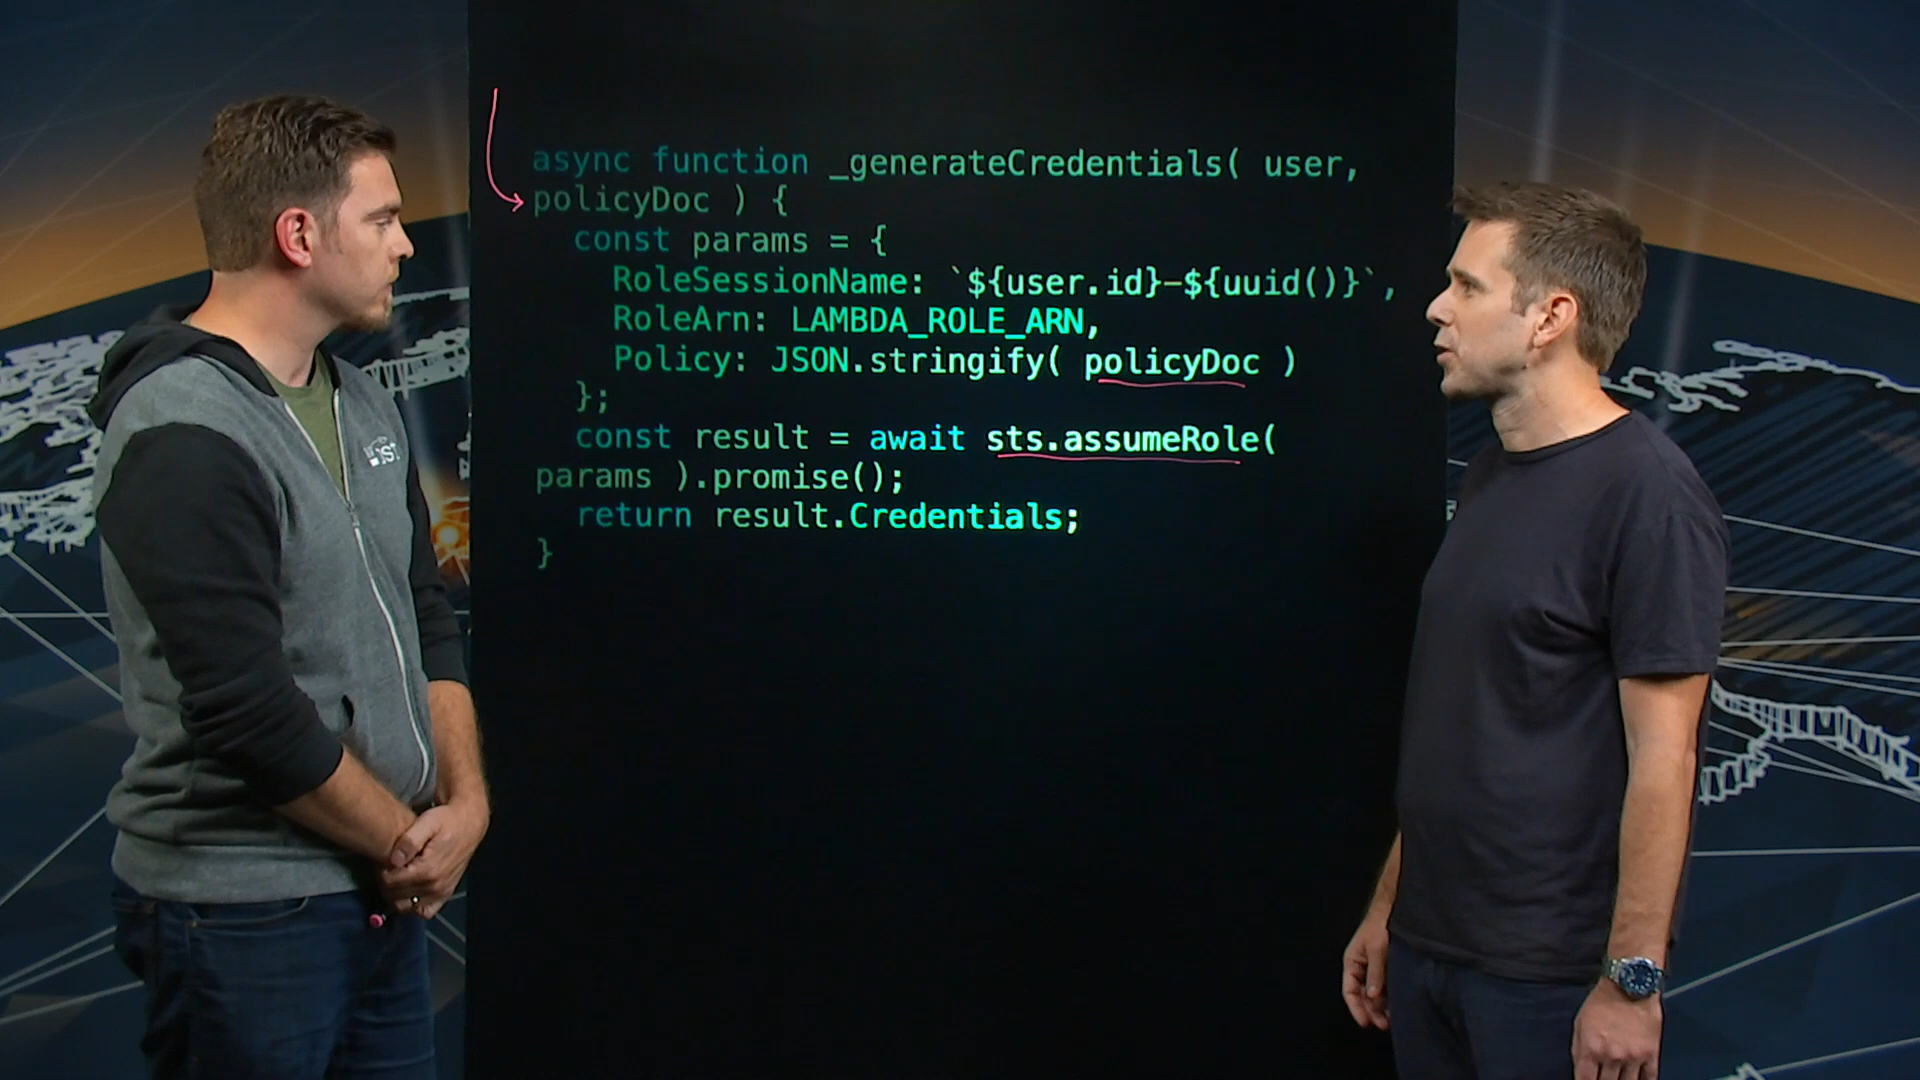 async function _generateCredentials( user,
policyDoc ) {
const params = {
RoleSessionName: `${user.id}-${uuid()}`,
RoleArn: LAMBDA_ROLE_ARN,
Policy: JSON.stringify( policyDoc )
};
const result = await sts.assumeRole(
params ).promise();
return result.Credentials;
}